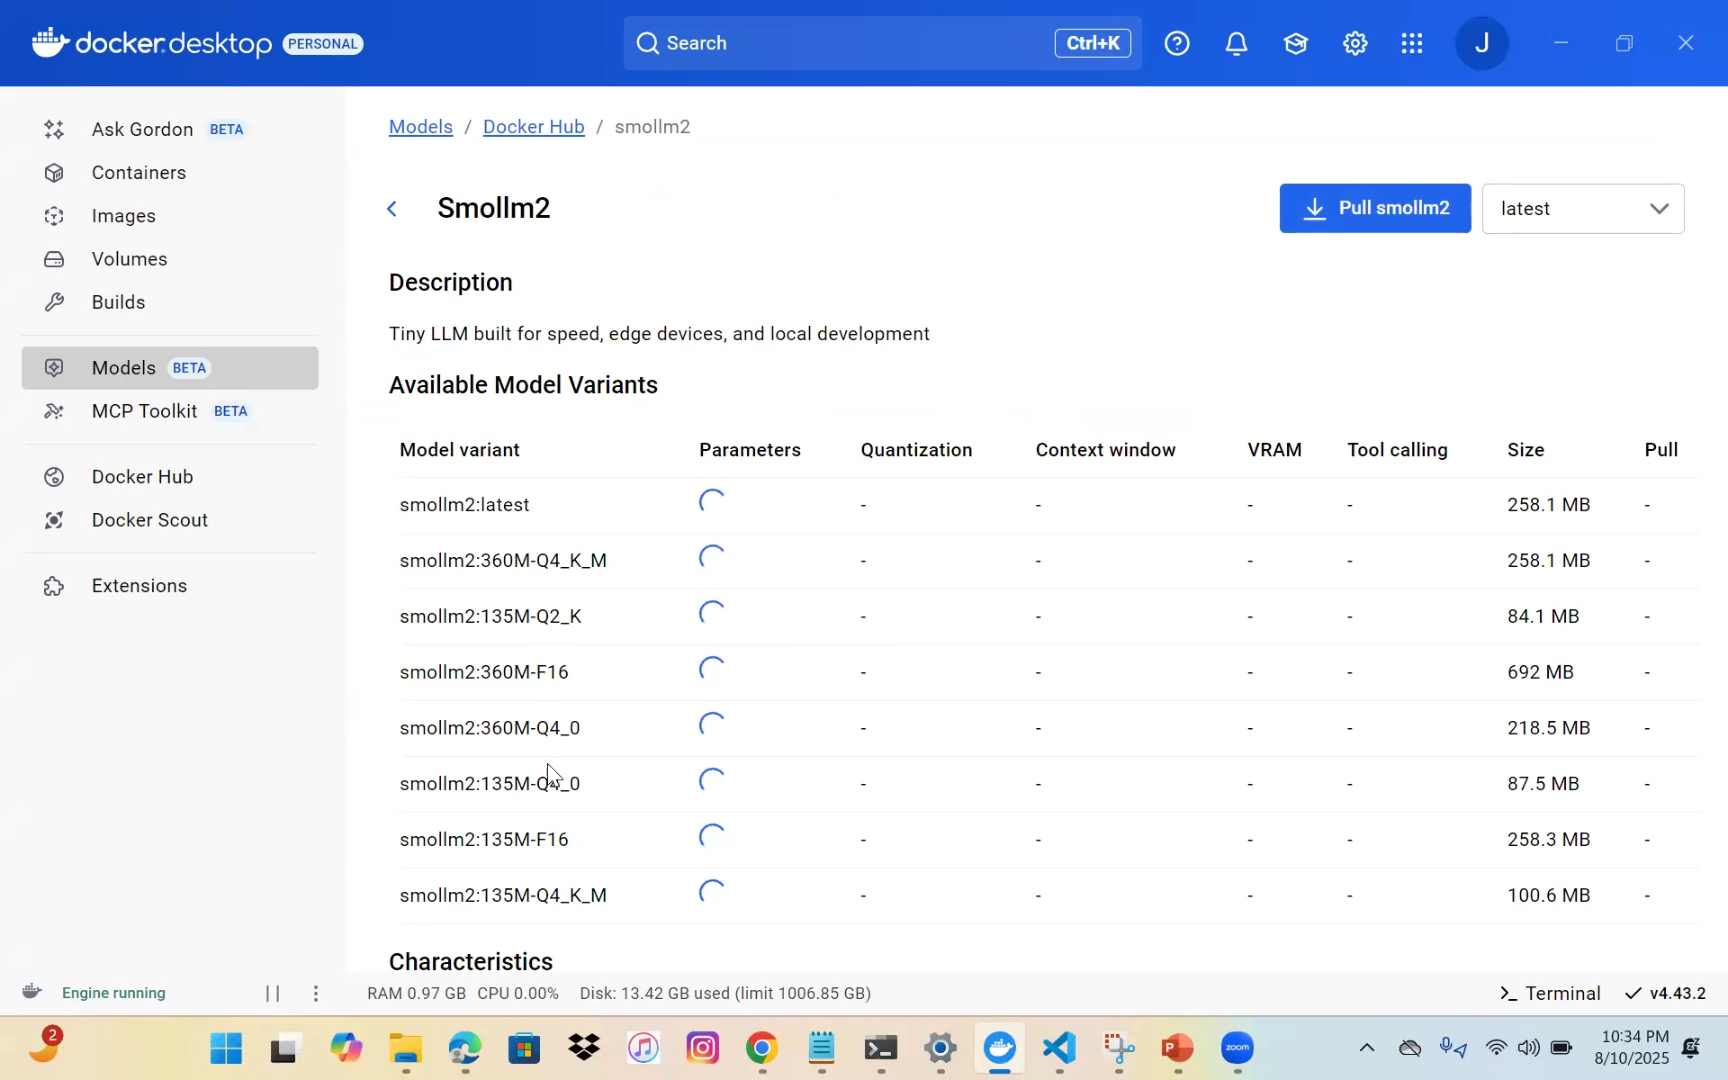 docker.desktop PERSONAL
Search Ctrl+K
J
Ask Gordon BETA
Containers
Images
Volumes
Builds
Models BETA
MCP Toolkit BETA
Docker Hub
Docker Scout
Extensions
Models / Docker Hub / smollm2
Smollm2
Pull smollm2
latest
Description
Tiny LLM built for speed, edge devices, and local development
Available Model Variants
Model variant Parameters Quantization Context window VRAM Tool calling Size Pull
smollm2:latest - - - - 258.1 MB -
smollm2:360M-Q4_K_M - - - - 258.1 MB -
smollm2:135M-Q2_K - - - - 84.1 MB -
smollm2:360M-F16 - - - - 692 MB -
smollm2:360M-Q4_0 - - - - 218.5 MB -
smollm2:135M-Q4_0 - - - - 87.5 MB -
smollm2:135M-F16 - - - - 258.3 MB -
smollm2:135M-Q4_K_M - - - - 100.6 MB -
Characteristics
Engine running
RAM 0.97 GB CPU 0.00% Disk: 13.42 GB used (limit 1006.85 GB)
Terminal
v4.43.2
2
P
zoom
10:34 PM
8/10/2025